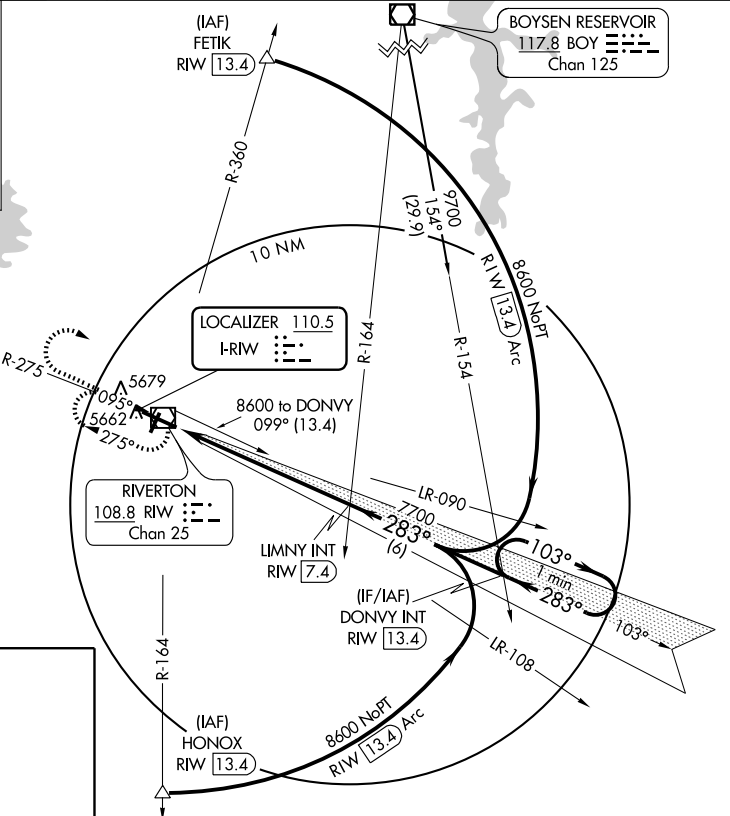 (IAF)
FETIK
RIW 13.4
BOYSEN RESERVOIR
117.8 BOY
Chan 125
R-360
9700
154°
(29.9)
10 NM
8600 NoPT
RIW 13.4 Arc
LOCALIZER 110.5
I-RIW
R-164
R-154
R-275
095°
5679
5662
275°
8600 to DONVY
099° (13.4)
RIVERTON
108.8 RIW
Chan 25
LR-090
7700
283°
(6)
LIMNY INT
RIW 7.4
103°
1 min
283°
103°
(IF/IAF)
DONVY INT
RIW 13.4
LR-108
R-164
(IAF)
HONOX
RIW 13.4
8600 NoPT
RIW 13.4 Arc